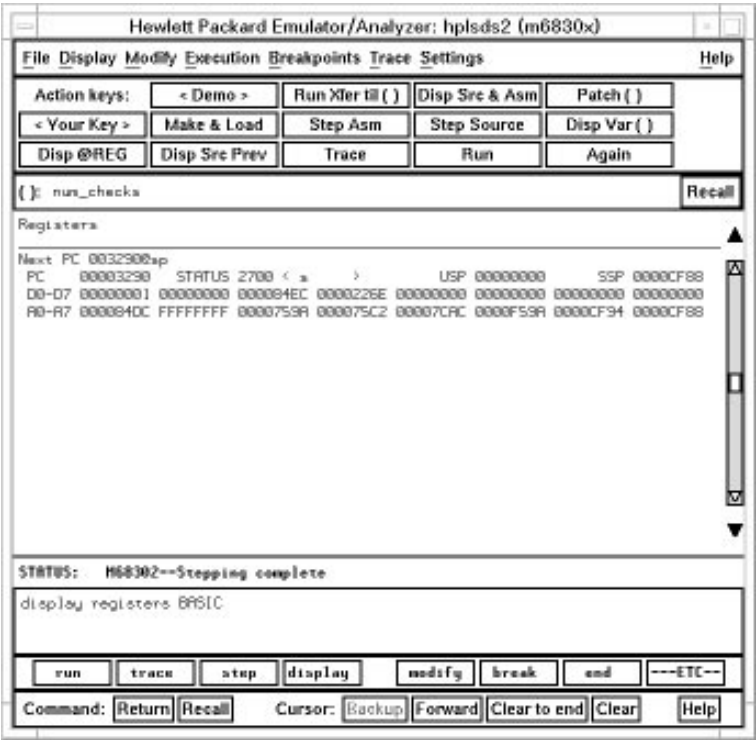 Hewlett Packard Emulator/Analyzer: hplsds2 (m6830x)
File Display Modify Execution Breakpoints Trace Settings Help
Action keys: < Demo > Run Xfer til ( ) Disp Src & Asm Patch ( )
< Your Key > Make & Load Step Asm Step Source Disp Var ( )
Disp @REG Disp Src Prev Trace Run Again
( ): num_checks Recall
Registers
Next PC 003290@sp
PC 00003290 STATUS 2700 < s > USP 00000000 SSP 0000CF88
D0-D7 00000001 00000000 000084EC 0000226E 00000000 00000000 00000000 00000000
A0-A7 000084DC FFFFFFFF 0000759A 000075C2 00007CAC 0000F59A 0000CF94 0000CF88
STATUS: M68302--Stepping complete
display registers BASIC
run trace step display modify break end ---ETC--
Command: Return Recall Cursor: Backup Forward Clear to end Clear Help